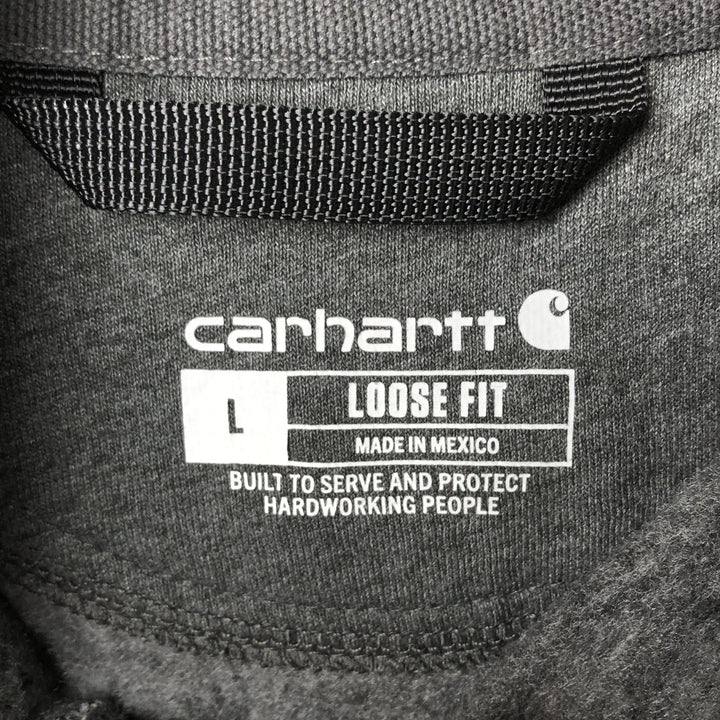 carhartt
L
LOOSE FIT
MADE IN MEXICO
BUILT TO SERVE AND PROTECT
HARDWORKING PEOPLE